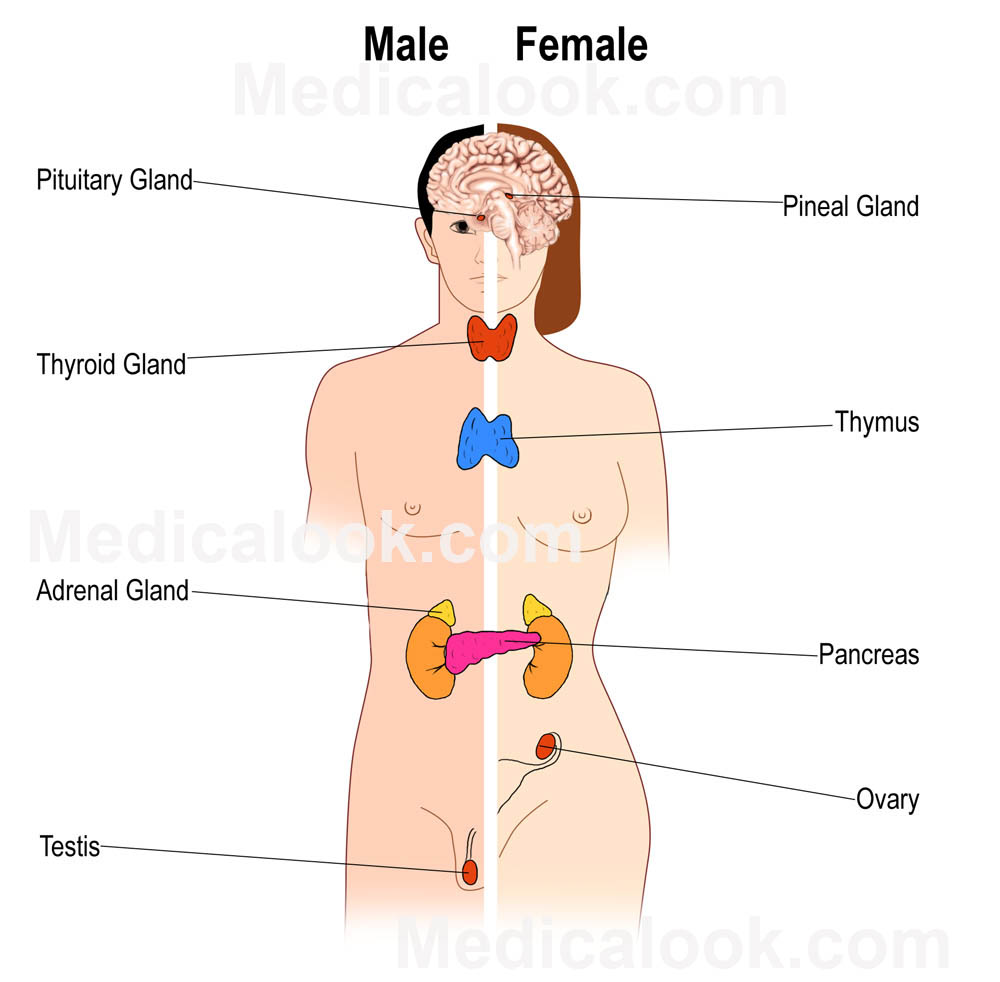 Male Female
Medicalook.com
Pituitary Gland
Pineal Gland
Thyroid Gland
Thymus
Medicalook.com
Adrenal Gland
Pancreas
Ovary
Testis
Medicalook.com